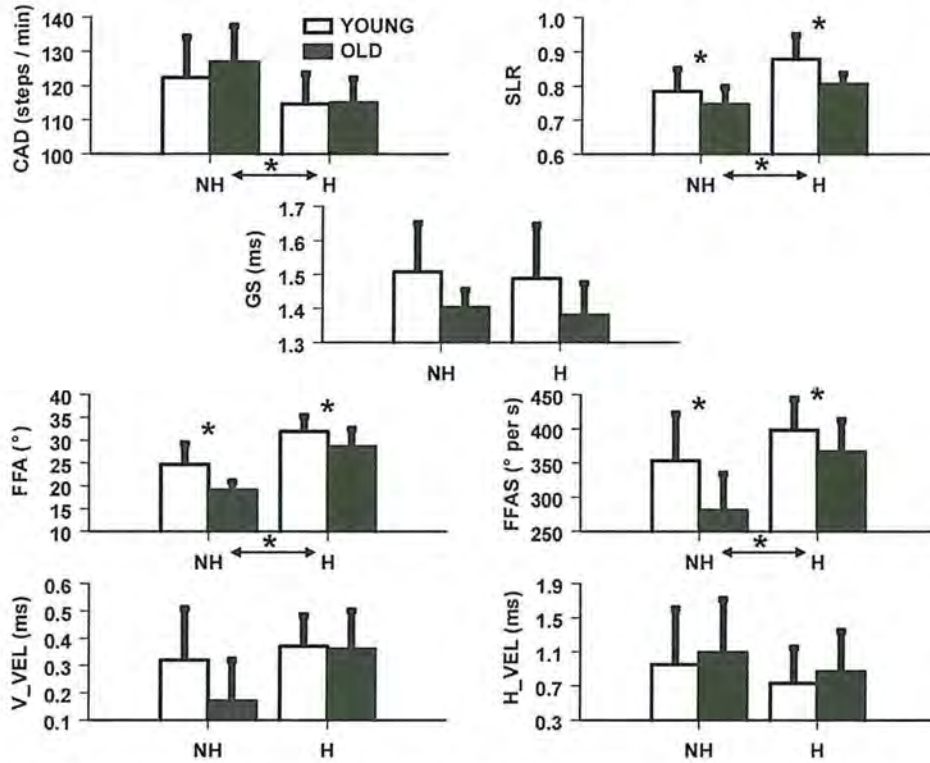 CAD (steps / min)
140
130
120
110
100
YOUNG
OLD
NH
*
H
SLR
1.0
0.9
0.8
0.7
0.6
*
*
NH
*
H
GS (ms)
1.7
1.6
1.5
1.4
1.3
NH
H
FFA (°)
40
35
30
25
20
15
10
*
*
NH
*
H
FFAS (° per s)
450
400
350
300
250
*
*
NH
*
H
V_VEL (ms)
0.6
0.5
0.4
0.3
0.2
0.1
NH
H
H_VEL (ms)
1.9
1.5
1.1
0.7
0.3
NH
H